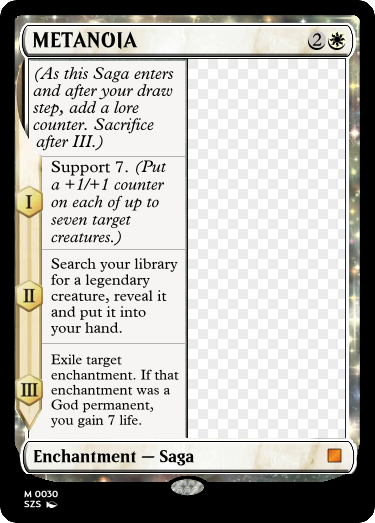 METANOIA 2
(As this Saga enters
and after your draw
step, add a lore
counter. Sacrifice
after III.)
I
Support 7. (Put
a +1/+1 counter
on each of up to
seven target
creatures.)
II
Search your library
for a legendary
creature, reveal it
and put it into
your hand.
III
Exile target
enchantment. If that
enchantment was a
God permanent,
you gain 7 life.
Enchantment — Saga
M 0030
SZS